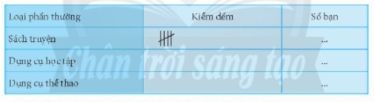 Loại phần thưởng Kiểm đếm Số bạn
Sách truyện ...
Dụng cụ học tập ...
Dụng cụ thể thao ...
Chân trời sáng tạo